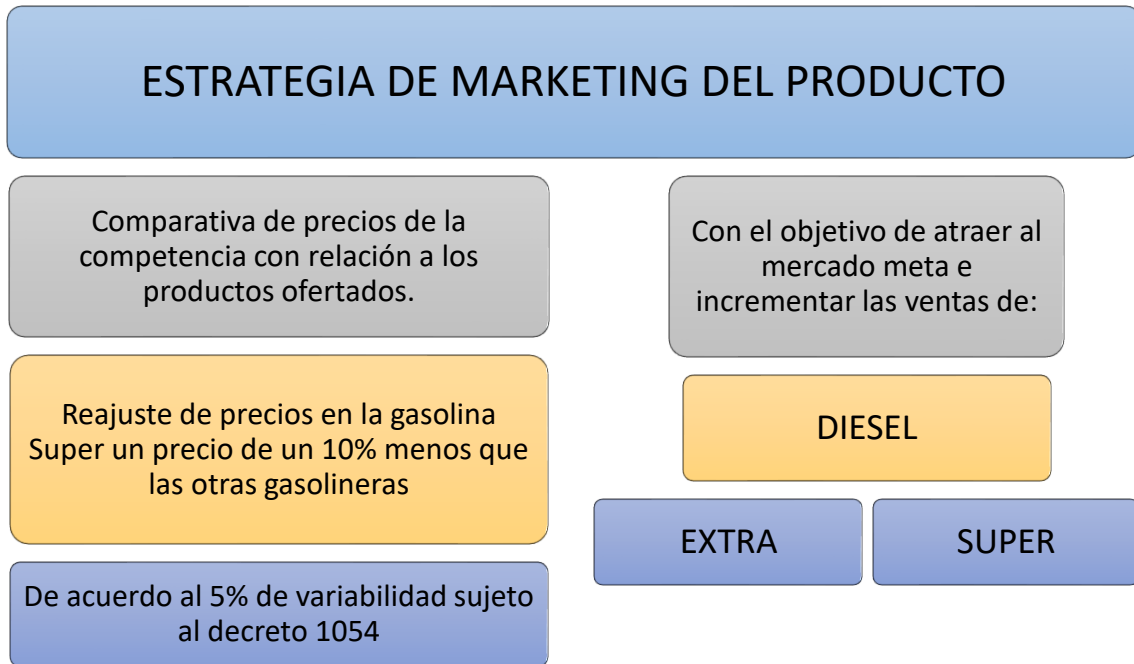 ESTRATEGIA DE MARKETING DEL PRODUCTO
Comparativa de precios de la
competencia con relación a los
productos ofertados.
Reajuste de precios en la gasolina
Super un precio de un 10% menos que
las otras gasolineras
De acuerdo al 5% de variabilidad sujeto
al decreto 1054
Con el objetivo de atraer al
mercado meta e
incrementar las ventas de:
DIESEL
EXTRA
SUPER